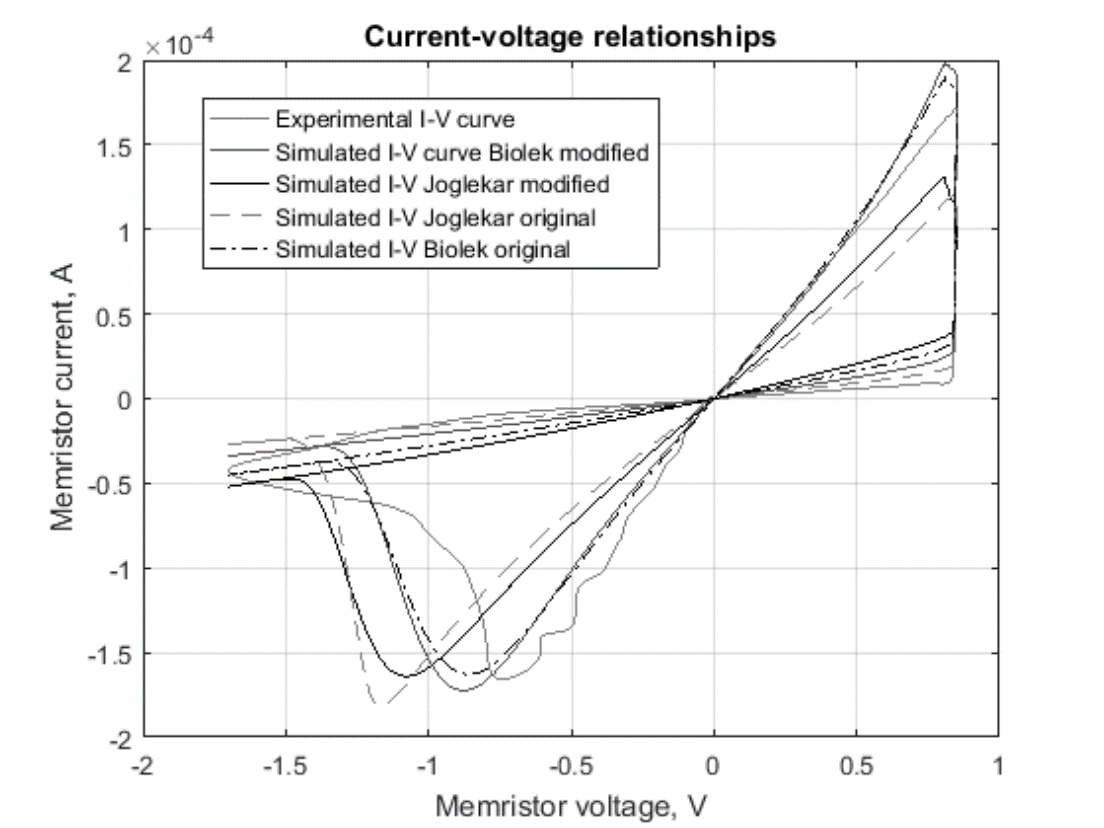 Current-voltage relationships
×10^-4
2
1.5
1
0.5
0
-0.5
-1
-1.5
-2
Memristor current, A
Experimental I-V curve
Simulated I-V curve Biolek modified
Simulated I-V Joglekar modified
Simulated I-V Joglekar original
Simulated I-V Biolek original
-2 -1.5 -1 -0.5 0 0.5 1
Memristor voltage, V